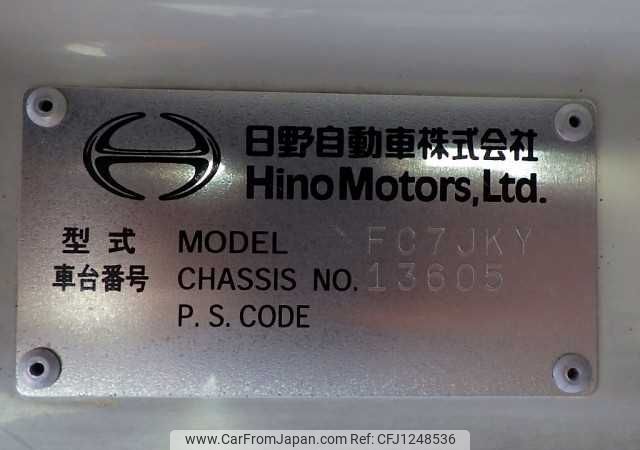 日野自動車株式会社
Hino Motors, Ltd.
型式 MODEL FC7JKY
車台番号 CHASSIS NO. 13605
P. S. CODE
www.CarFromJapan.com - CFJ1248536